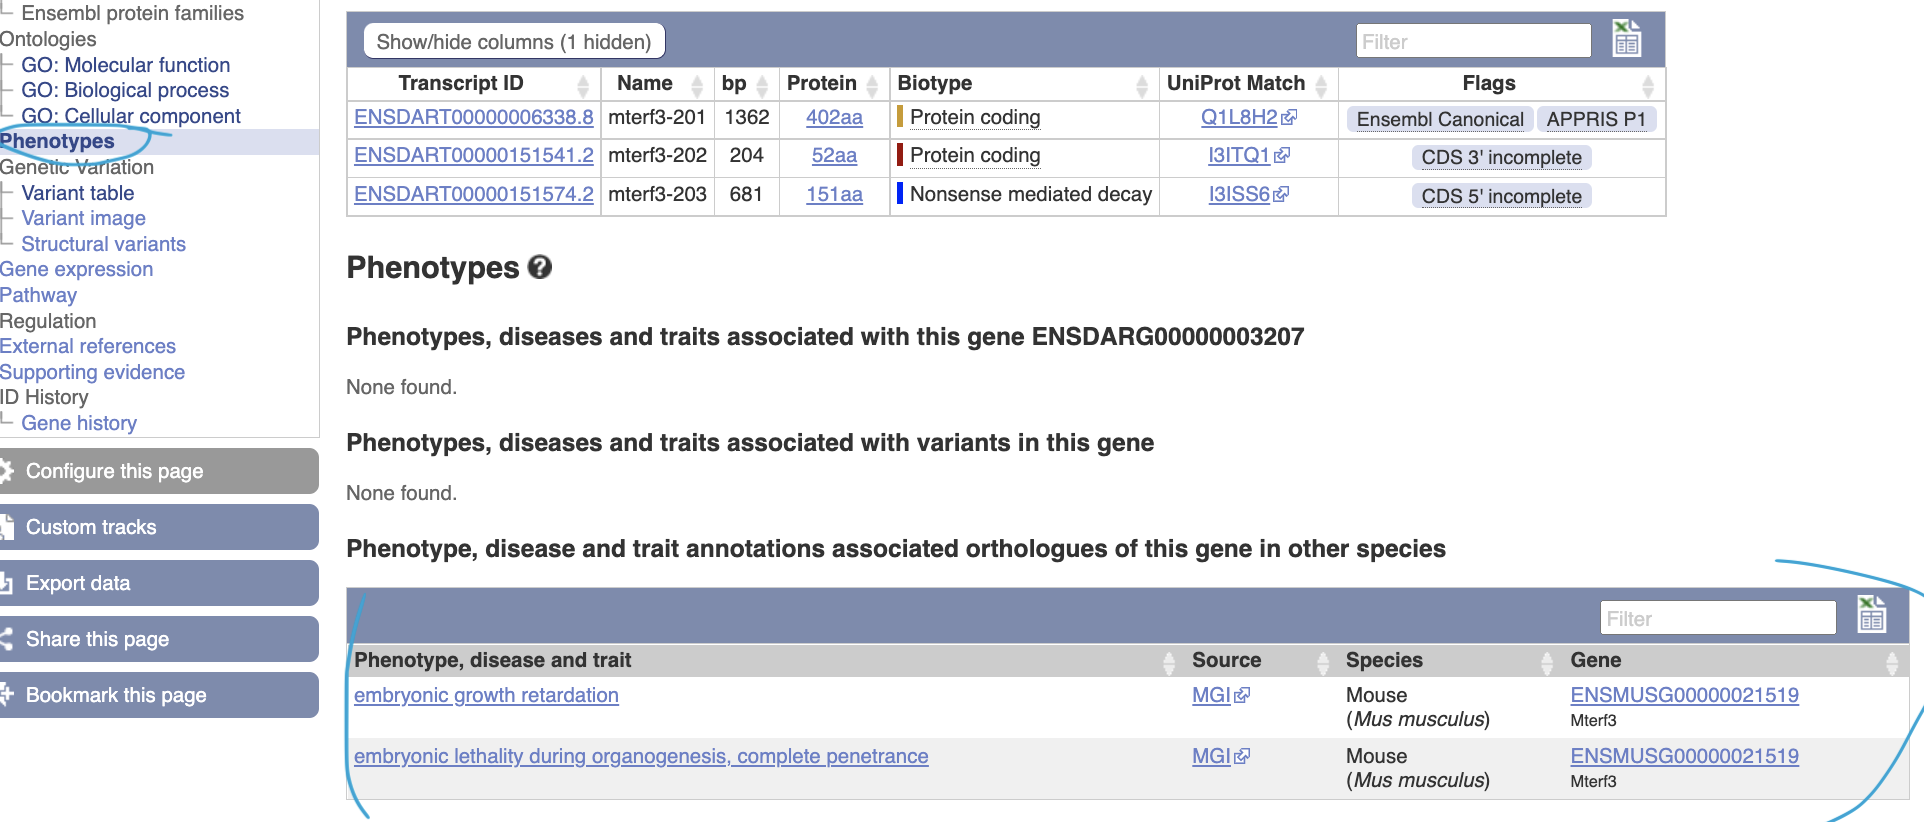 Ensembl protein families
Ontologies
GO: Molecular function
GO: Biological process
GO: Cellular component
Phenotypes
Genetic Variation
Variant table
Variant image
Structural variants
Gene expression
Pathway
Regulation
External references
Supporting evidence
ID History
Gene history
Configure this page
Custom tracks
Export data
Share this page
Bookmark this page
Show/hide columns (1 hidden) Filter
Transcript ID Name bp Protein Biotype UniProt Match Flags
ENSDART00000006338.8 mterf3-201 1362 402aa Protein coding Q1L8H2 Ensembl Canonical APPRIS P1
ENSDART00000151541.2 mterf3-202 204 52aa Protein coding I3ITQ1 CDS 3' incomplete
ENSDART00000151574.2 mterf3-203 681 151aa Nonsense mediated decay I3ISS6 CDS 5' incomplete
Phenotypes ?
Phenotypes, diseases and traits associated with this gene ENSDARG00000003207
None found.
Phenotypes, diseases and traits associated with variants in this gene
None found.
Phenotype, disease and trait annotations associated orthologues of this gene in other species
Filter
Phenotype, disease and trait Source Species Gene
embryonic growth retardation MGI Mouse ENSMUSG00000021519
(Mus musculus) Mterf3
embryonic lethality during organogenesis, complete penetrance MGI Mouse ENSMUSG00000021519
(Mus musculus) Mterf3